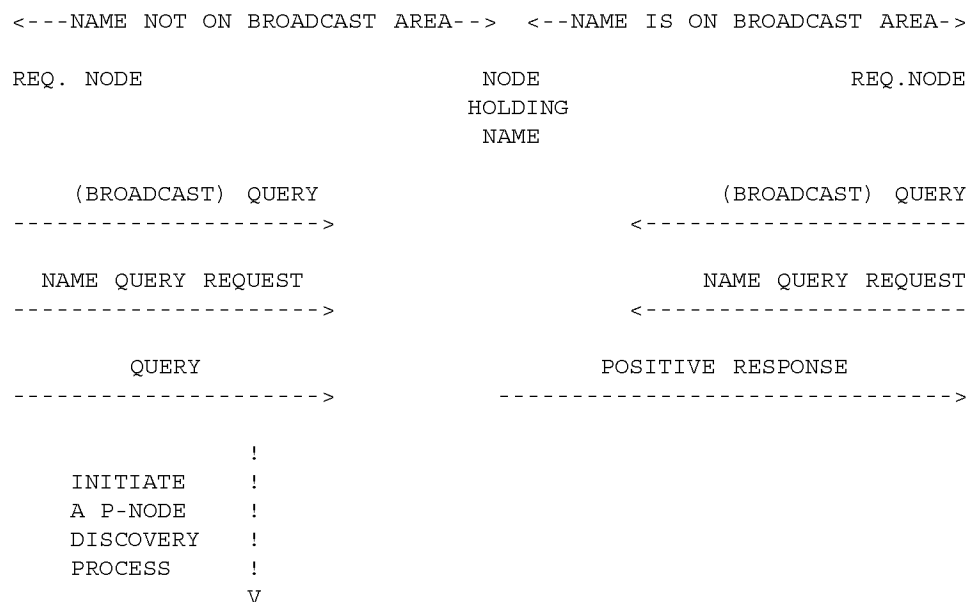 <---NAME NOT ON BROADCAST AREA--> <--NAME IS ON BROADCAST AREA->
REQ. NODE NODE REQ.NODE
HOLDING
NAME
(BROADCAST) QUERY (BROADCAST) QUERY
---------------------> <----------------------
NAME QUERY REQUEST NAME QUERY REQUEST
---------------------> <----------------------
QUERY POSITIVE RESPONSE
---------------------> ------------------------------->
!
INITIATE !
A P-NODE !
DISCOVERY !
PROCESS !
V